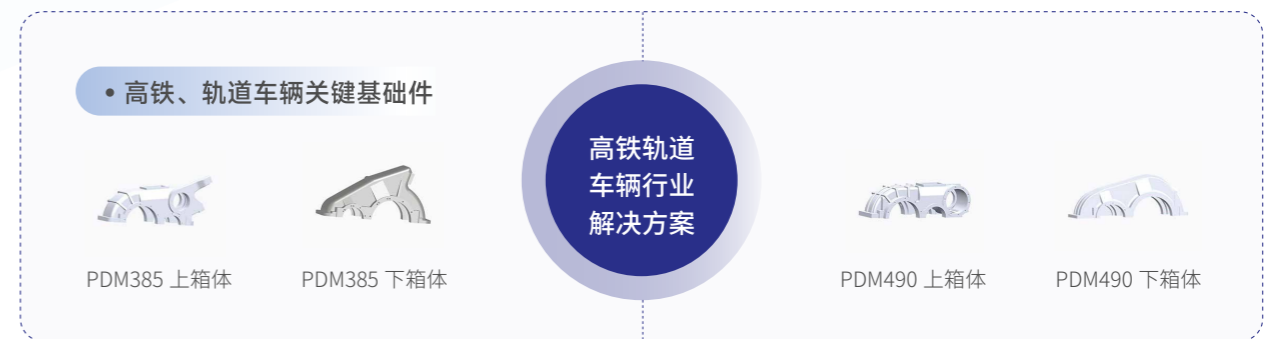 • 高铁、轨道车辆关键基础件
高铁轨道
车辆行业
解决方案
PDM385 上箱体
PDM385 下箱体
PDM490 上箱体
PDM490 下箱体